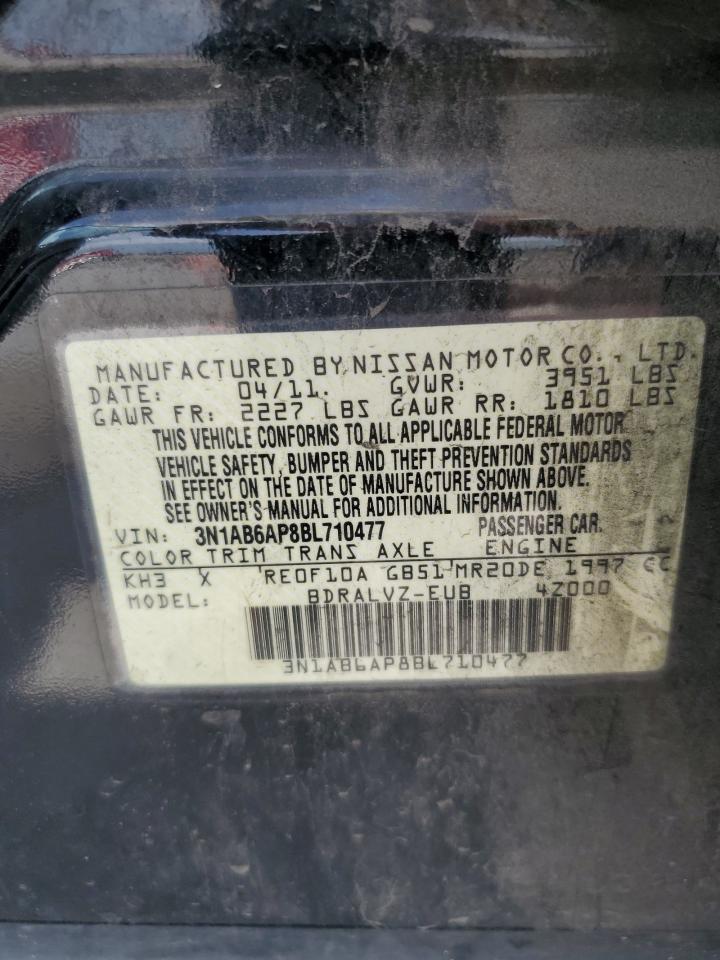 MANUFACTURED BY NISSAN MOTOR CO., LTD.
DATE: 04/11. GVWR: 3951 LBS
GAWR FR: 2227 LBS GAWR RR: 1810 LBS
THIS VEHICLE CONFORMS TO ALL APPLICABLE FEDERAL MOTOR
VEHICLE SAFETY, BUMPER AND THEFT PREVENTION STANDARDS
IN EFFECT ON THE DATE OF MANUFACTURE SHOWN ABOVE.
SEE OWNER'S MANUAL FOR ADDITIONAL INFORMATION.
VIN: 3N1AB6AP8BL710477 PASSENGER CAR.
COLOR TRIM TRANS AXLE ENGINE
KH3 X RE0F10A GB51 MR20DE 1997 CC
MODEL: BDRALVZ-EUB 4Z000
3N1AB6AP8BL710477